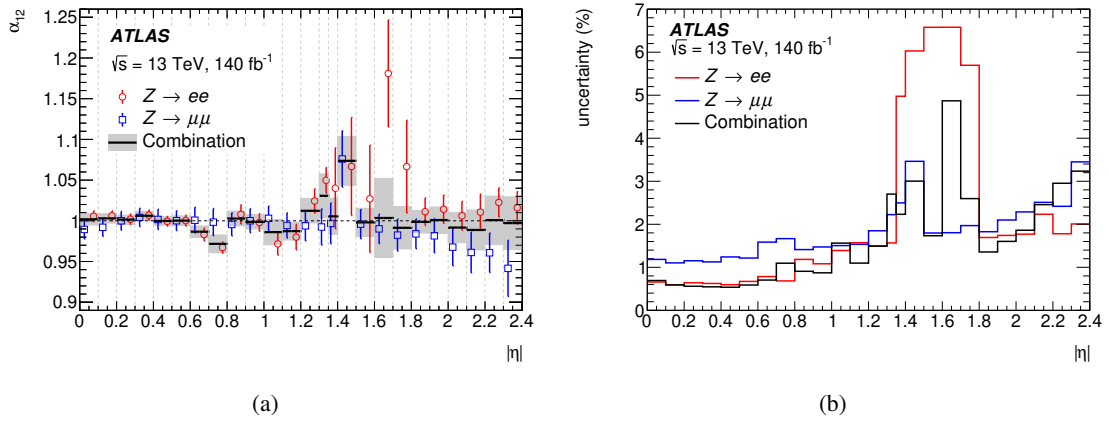 α₁₂
1.25
1.2
1.15
1.1
1.05
1
0.95
0.9
ATLAS
√s = 13 TeV, 140 fb⁻¹
Z → ee
Z → μμ
Combination
0 0.2 0.4 0.6 0.8 1 1.2 1.4 1.6 1.8 2 2.2 2.4
|η|
(a)
uncertainty (%)
7
6
5
4
3
2
1
0
ATLAS
√s = 13 TeV, 140 fb⁻¹
Z → ee
Z → μμ
Combination
0 0.2 0.4 0.6 0.8 1 1.2 1.4 1.6 1.8 2 2.2 2.4
|η|
(b)